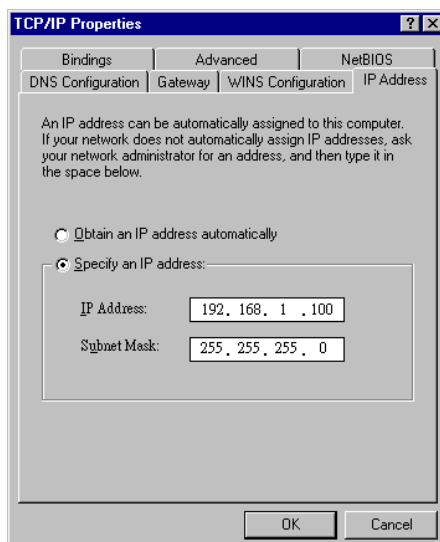 TCP/IP Properties
Bindings Advanced NetBIOS
DNS Configuration Gateway WINS Configuration IP Address
An IP address can be automatically assigned to this computer.
If your network does not automatically assign IP addresses, ask
your network administrator for an address, and then type it in
the space below.
Obtain an IP address automatically
Specify an IP address:
IP Address: 192. 168. 1 .100
Subnet Mask: 255. 255. 255. 0
OK Cancel